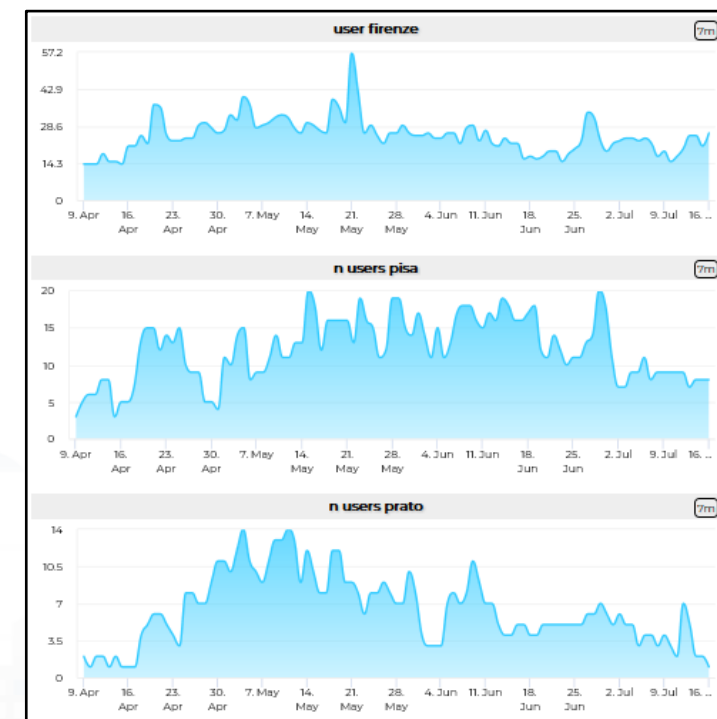 user firenze
7m
57.2
42.9
28.6
14.3
0
9. Apr 16. Apr 23. Apr 30. Apr 7. May 14. May 21. May 28. May 4. Jun 11. Jun 18. Jun 25. Jun 2. Jul 9. Jul 16. ...
n users pisa
7m
20
15
10
5
0
9. Apr 16. Apr 23. Apr 30. Apr 7. May 14. May 21. May 28. May 4. Jun 11. Jun 18. Jun 25. Jun 2. Jul 9. Jul 16. ...
n users prato
7m
14
10.5
7
3.5
0
9. Apr 16. Apr 23. Apr 30. Apr 7. May 14. May 21. May 28. May 4. Jun 11. Jun 18. Jun 25. Jun 2. Jul 9. Jul 16. ...